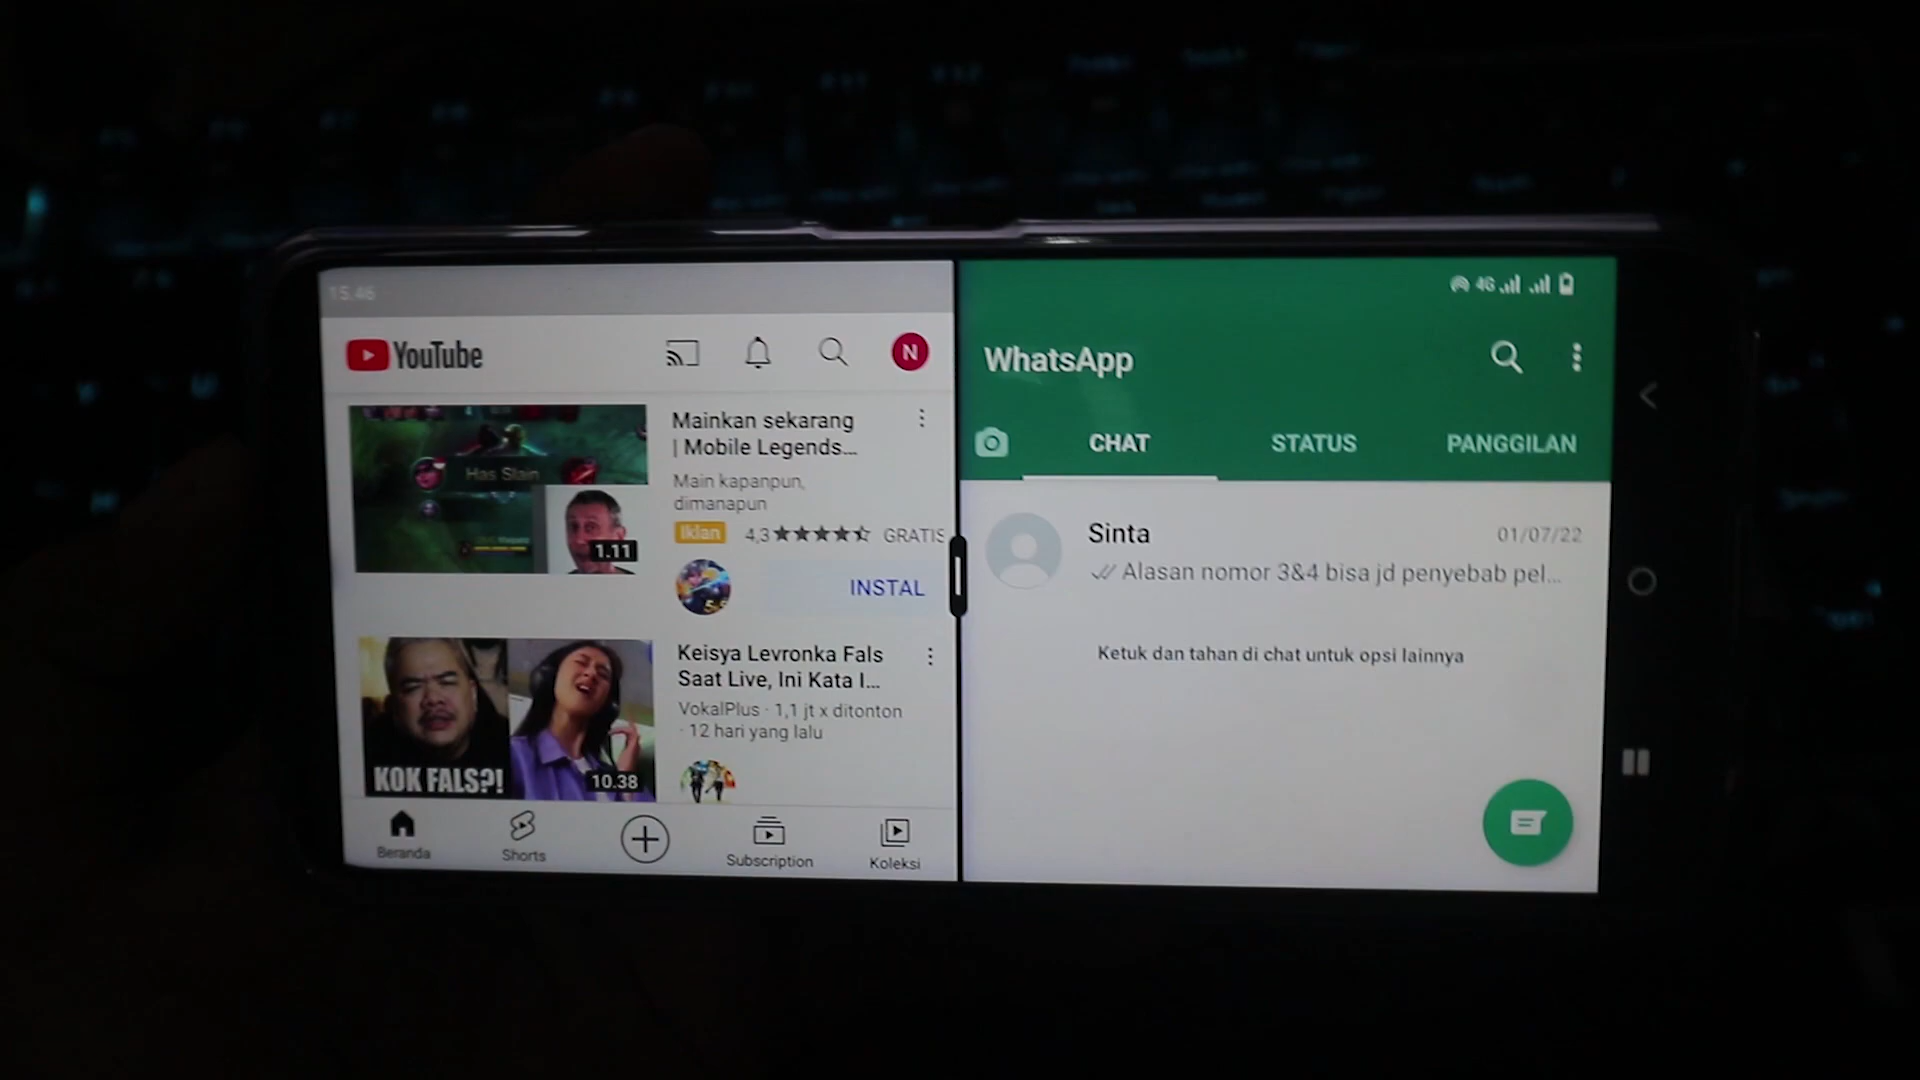 15.46
YouTube
N
Has Slain
1.11
Mainkan sekarang
| Mobile Legends...
Main kapanpun,
dimanapun
Iklan 4,3 GRATIS
INSTAL
KOK FALS?!
10.38
Keisya Levronka Fals
Saat Live, Ini Kata I...
VokalPlus · 1,1 jt x ditonton
· 12 hari yang lalu
Beranda
Shorts
Subscription
Koleksi
4G
WhatsApp
CHAT
STATUS
PANGGILAN
Sinta
01/07/22
Alasan nomor 3&4 bisa jd penyebab pel...
Ketuk dan tahan di chat untuk opsi lainnya